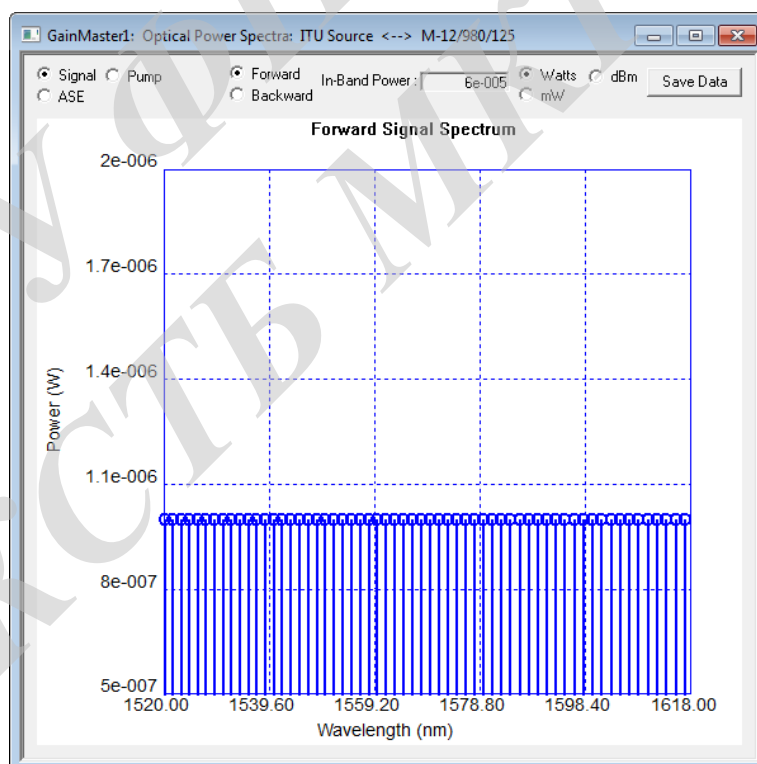 GainMaster1: Optical Power Spectra: ITU Source <--> M-12/980/125
Signal Pump Forward In-Band Power : 6e-005 Watts dBm Save Data
ASE Backward mW
Forward Signal Spectrum
2e-006
1.7e-006
1.4e-006
1.1e-006
8e-007
5e-007
Power (W)
1520.00 1539.60 1559.20 1578.80 1598.40 1618.00
Wavelength (nm)